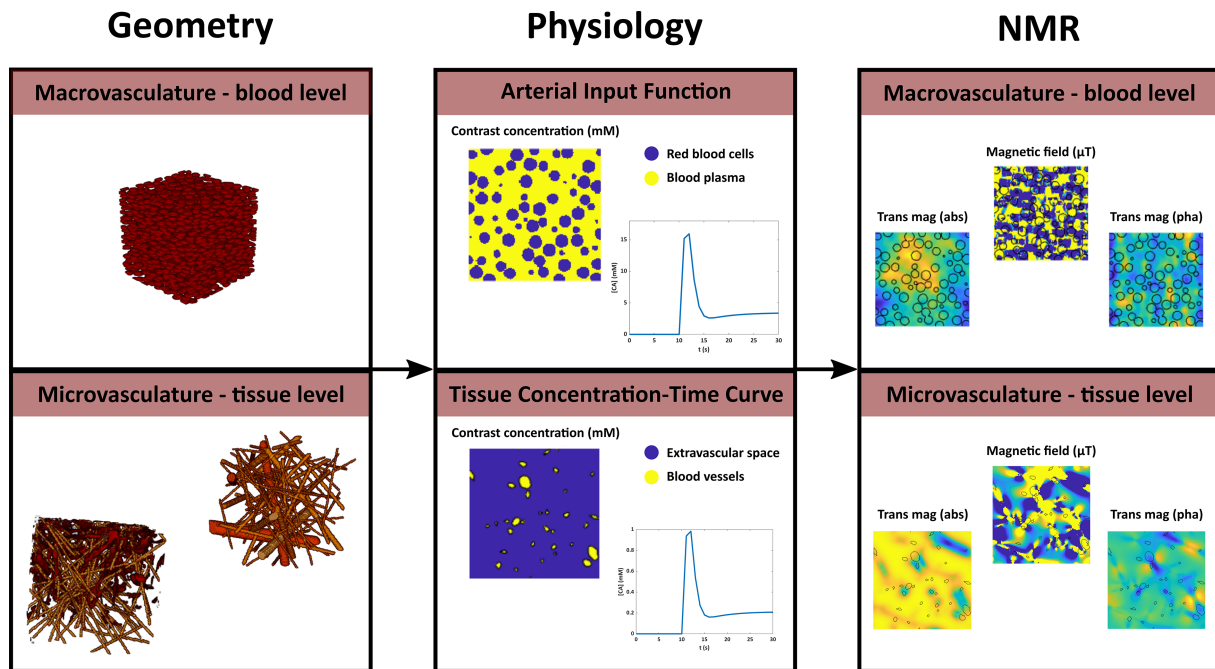 Geometry
Physiology
NMR
Macrovasculature - blood level
Microvasculature - tissue level
Arterial Input Function
Contrast concentration (mM)
Red blood cells
Blood plasma
[CA] (mM)
15
10
5
0
0 5 10 15 20 25 30
t (s)
Tissue Concentration-Time Curve
Contrast concentration (mM)
Extravascular space
Blood vessels
[CA] (mM)
1
0.8
0.6
0.4
0.2
0
0 5 10 15 20 25 30
t (s)
Macrovasculature - blood level
Magnetic field (µT)
Trans mag (abs)
Trans mag (pha)
Microvasculature - tissue level
Magnetic field (µT)
Trans mag (abs)
Trans mag (pha)